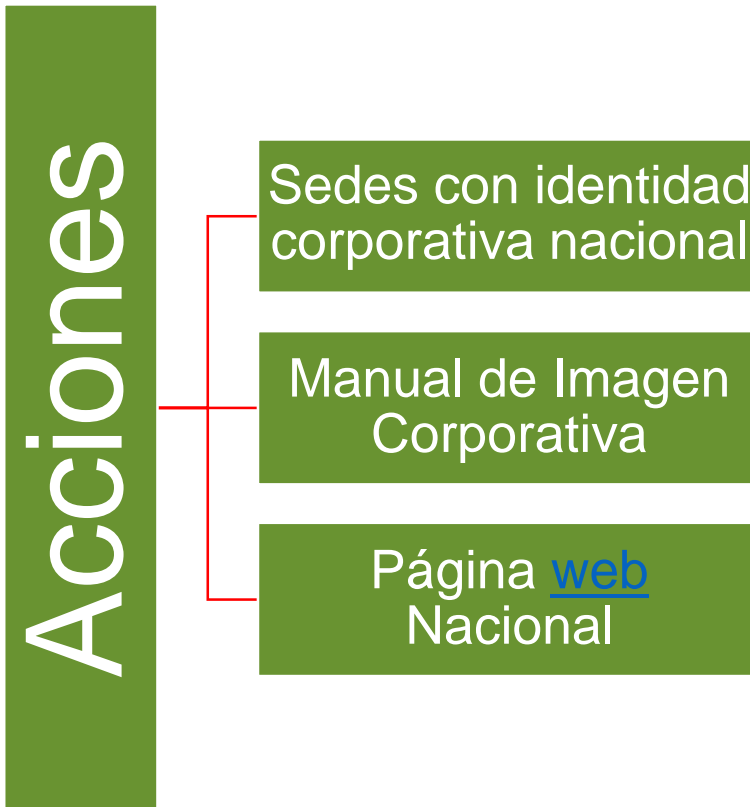 Acciones
Sedes con identidad
corporativa nacional
Manual de Imagen
Corporativa
Página web
Nacional